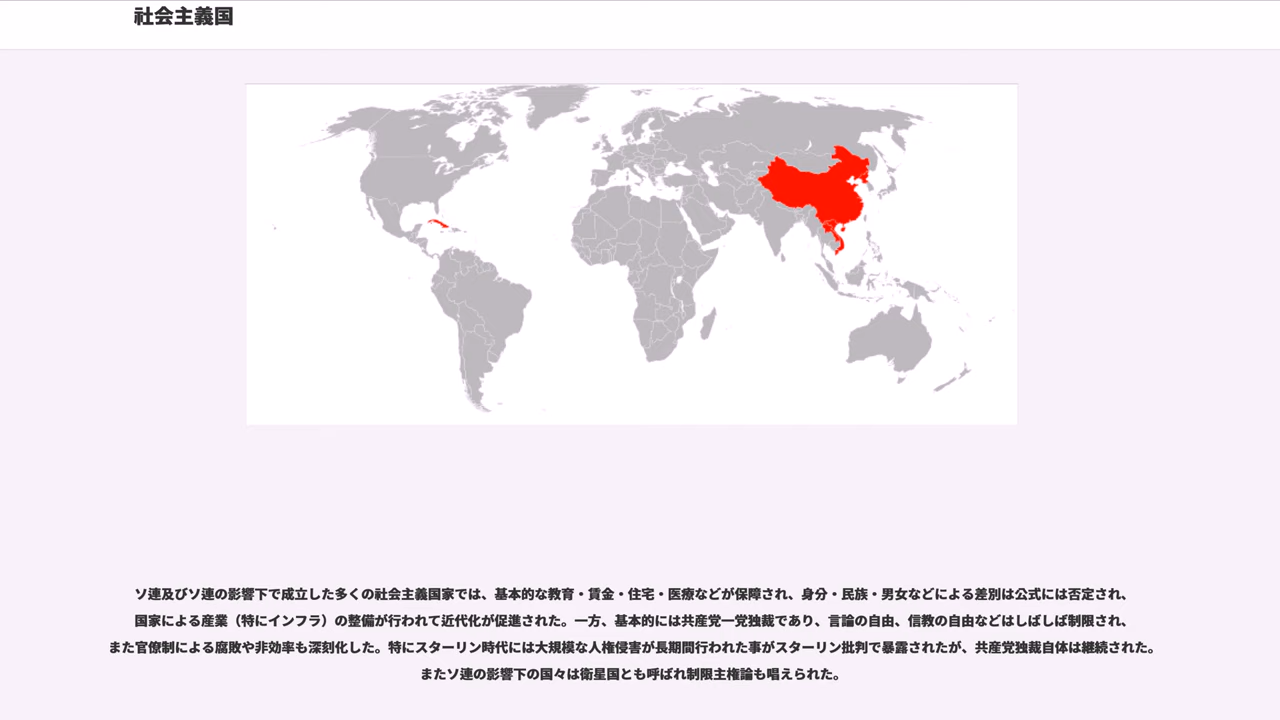 社会主義国
ソ連及びソ連の影響下で成立した多くの社会主義国家では、基本的な教育・賃金・住宅・医療などが保障され、身分・民族・男女などによる差別は公式には否定され、
国家による産業（特にインフラ）の整備が行われて近代化が促進された。一方、基本的には共産党一党独裁であり、言論の自由、信教の自由などはしばしば制限され、
また官僚制による腐敗や非効率も深刻化した。特にスターリン時代には大規模な人権侵害が長期間行われた事がスターリン批判で暴露されたが、共産党独裁自体は継続された。
またソ連の影響下の国々は衛星国とも呼ばれ制限主権論も唱えられた。